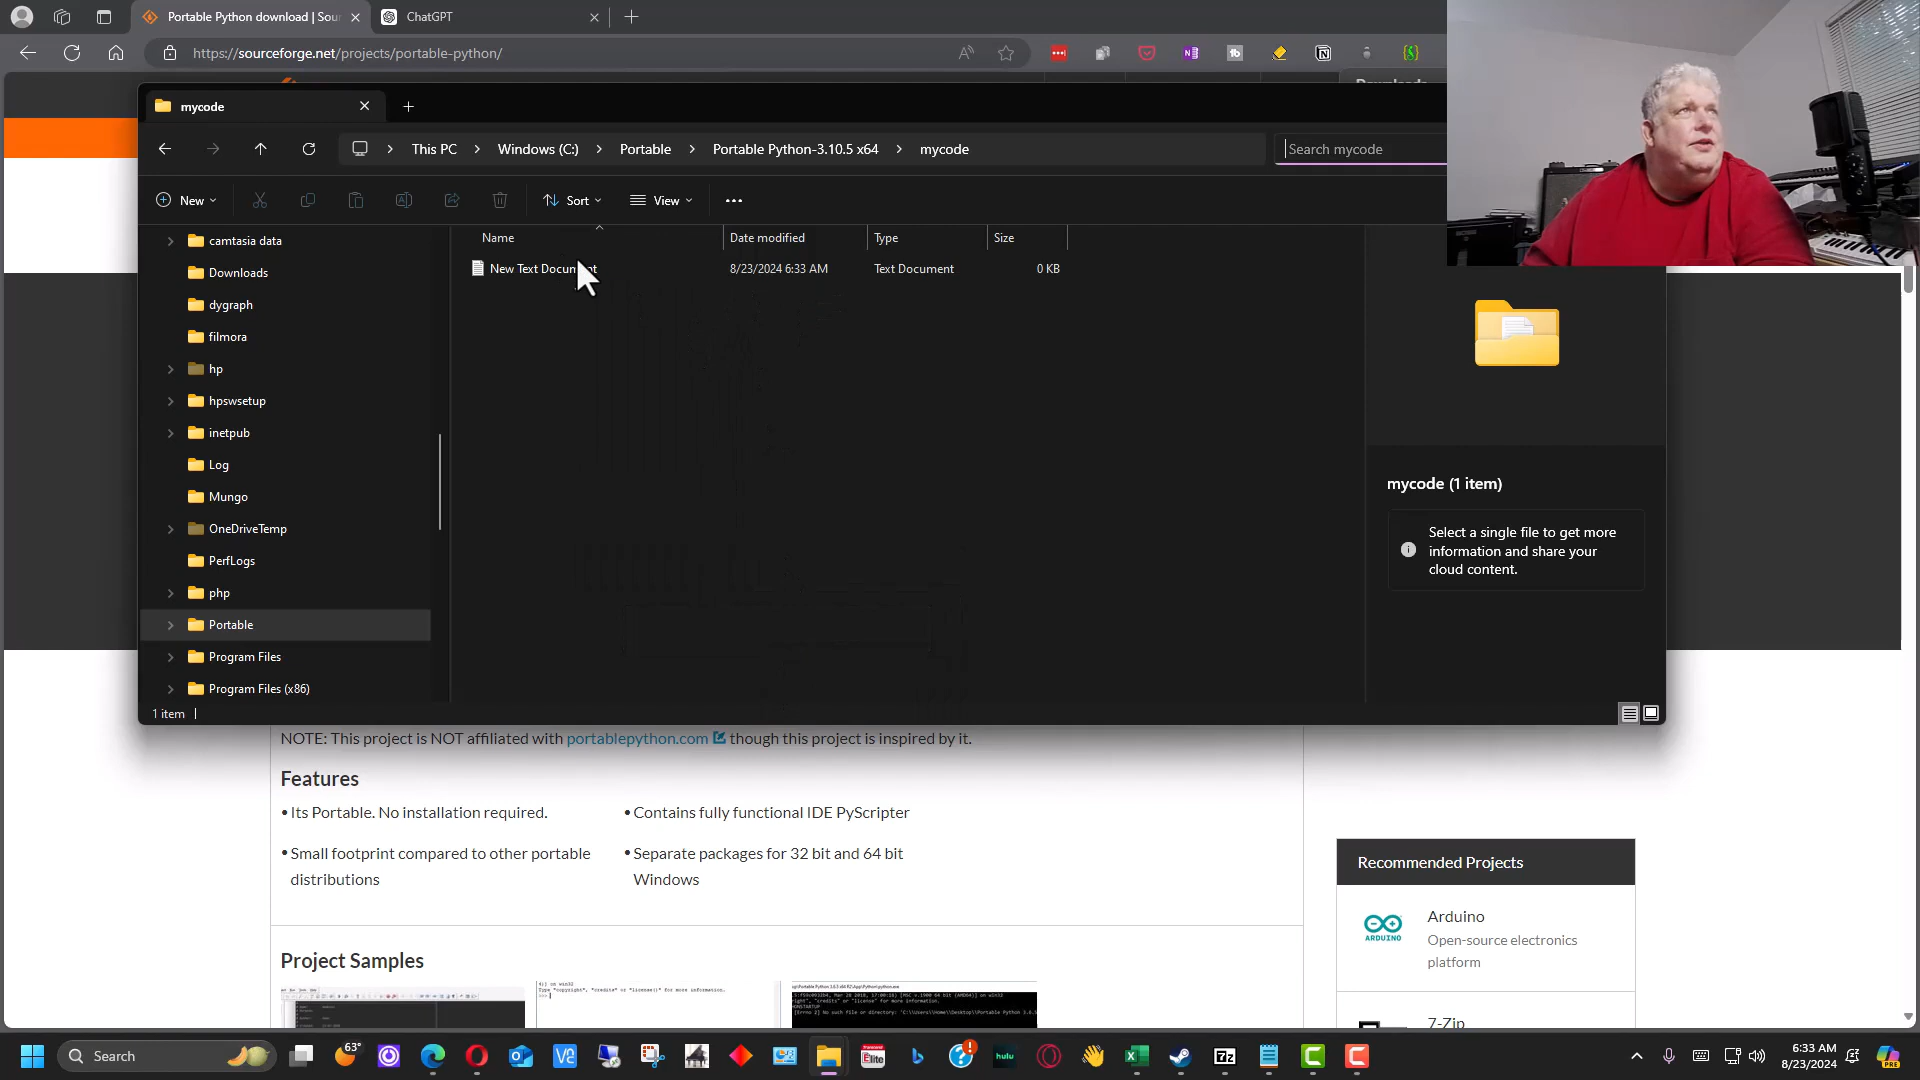 Portable Python download | Sou
ChatGPT
https://sourceforge.net/projects/portable-python/
mycode
This PC > Windows (C:) > Portable > Portable Python-3.10.5 x64 > mycode
Search mycode
New
Sort
View
Name
Date modified
Type
Size
New Text Document
8/23/2024 6:33 AM
Text Document
0 KB
camtasia data
Downloads
dygraph
filmora
hp
hpswsetup
inetpub
Log
Mungo
OneDriveTemp
PerfLogs
php
Portable
Program Files
Program Files (x86)
mycode (1 item)
Select a single file to get more
information and share your
cloud content.
1 item
NOTE: This project is NOT affiliated with portablepython.com though this project is inspired by it.
Features
• Its Portable. No installation required.
• Contains fully functional IDE PyScripter
• Small footprint compared to other portable
distributions
• Separate packages for 32 bit and 64 bit
Windows
Recommended Projects
ARDUINO
Arduino
Open-source electronics
platform
7-Zip
Project Samples
Search
63°
hulu
6:33 AM
8/23/2024